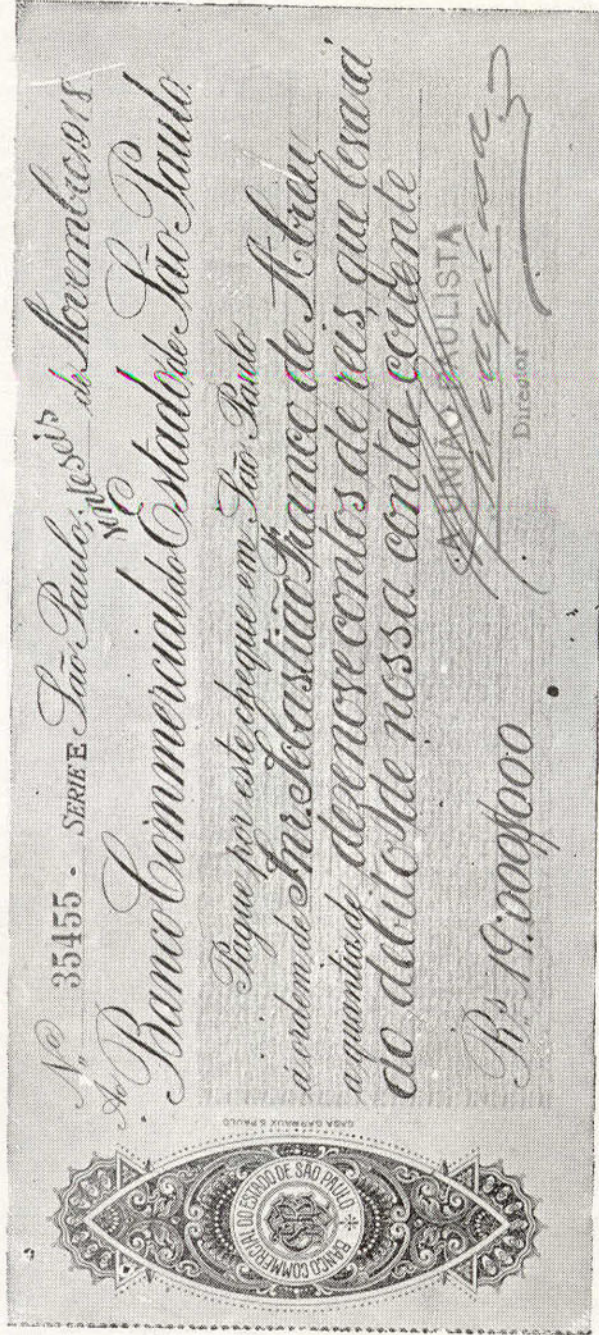 Nº 35455 - SERIE E São Paulo, vinteseis de Novembro 1918
Ao Banco Commercial do Estado de São Paulo.
Pague por este cheque em São Paulo
á ordem de Snr. Sebastião Franco de Abreu
a quantia de dezenove contos de reis, que levará
ao debito de nossa conta corrente
A UNIÃO PAULISTA
Director
Rs 19:000$000
CASA GARRAUX S. PAULO
BANCO COMMERCIAL DO ESTADO DE SÃO PAULO